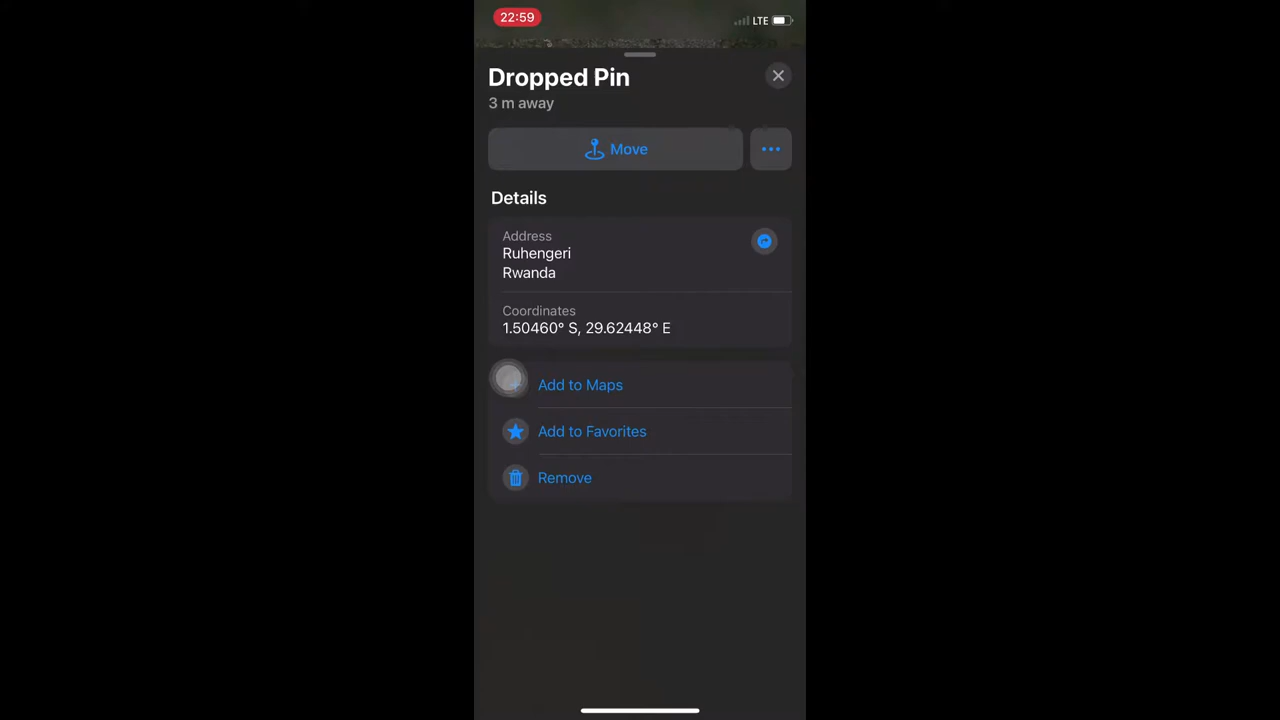 22:59
LTE
Dropped Pin
3 m away
Move
Details
Address
Ruhengeri
Rwanda
Coordinates
1.50460° S, 29.62448° E
Add to Maps
Add to Favorites
Remove